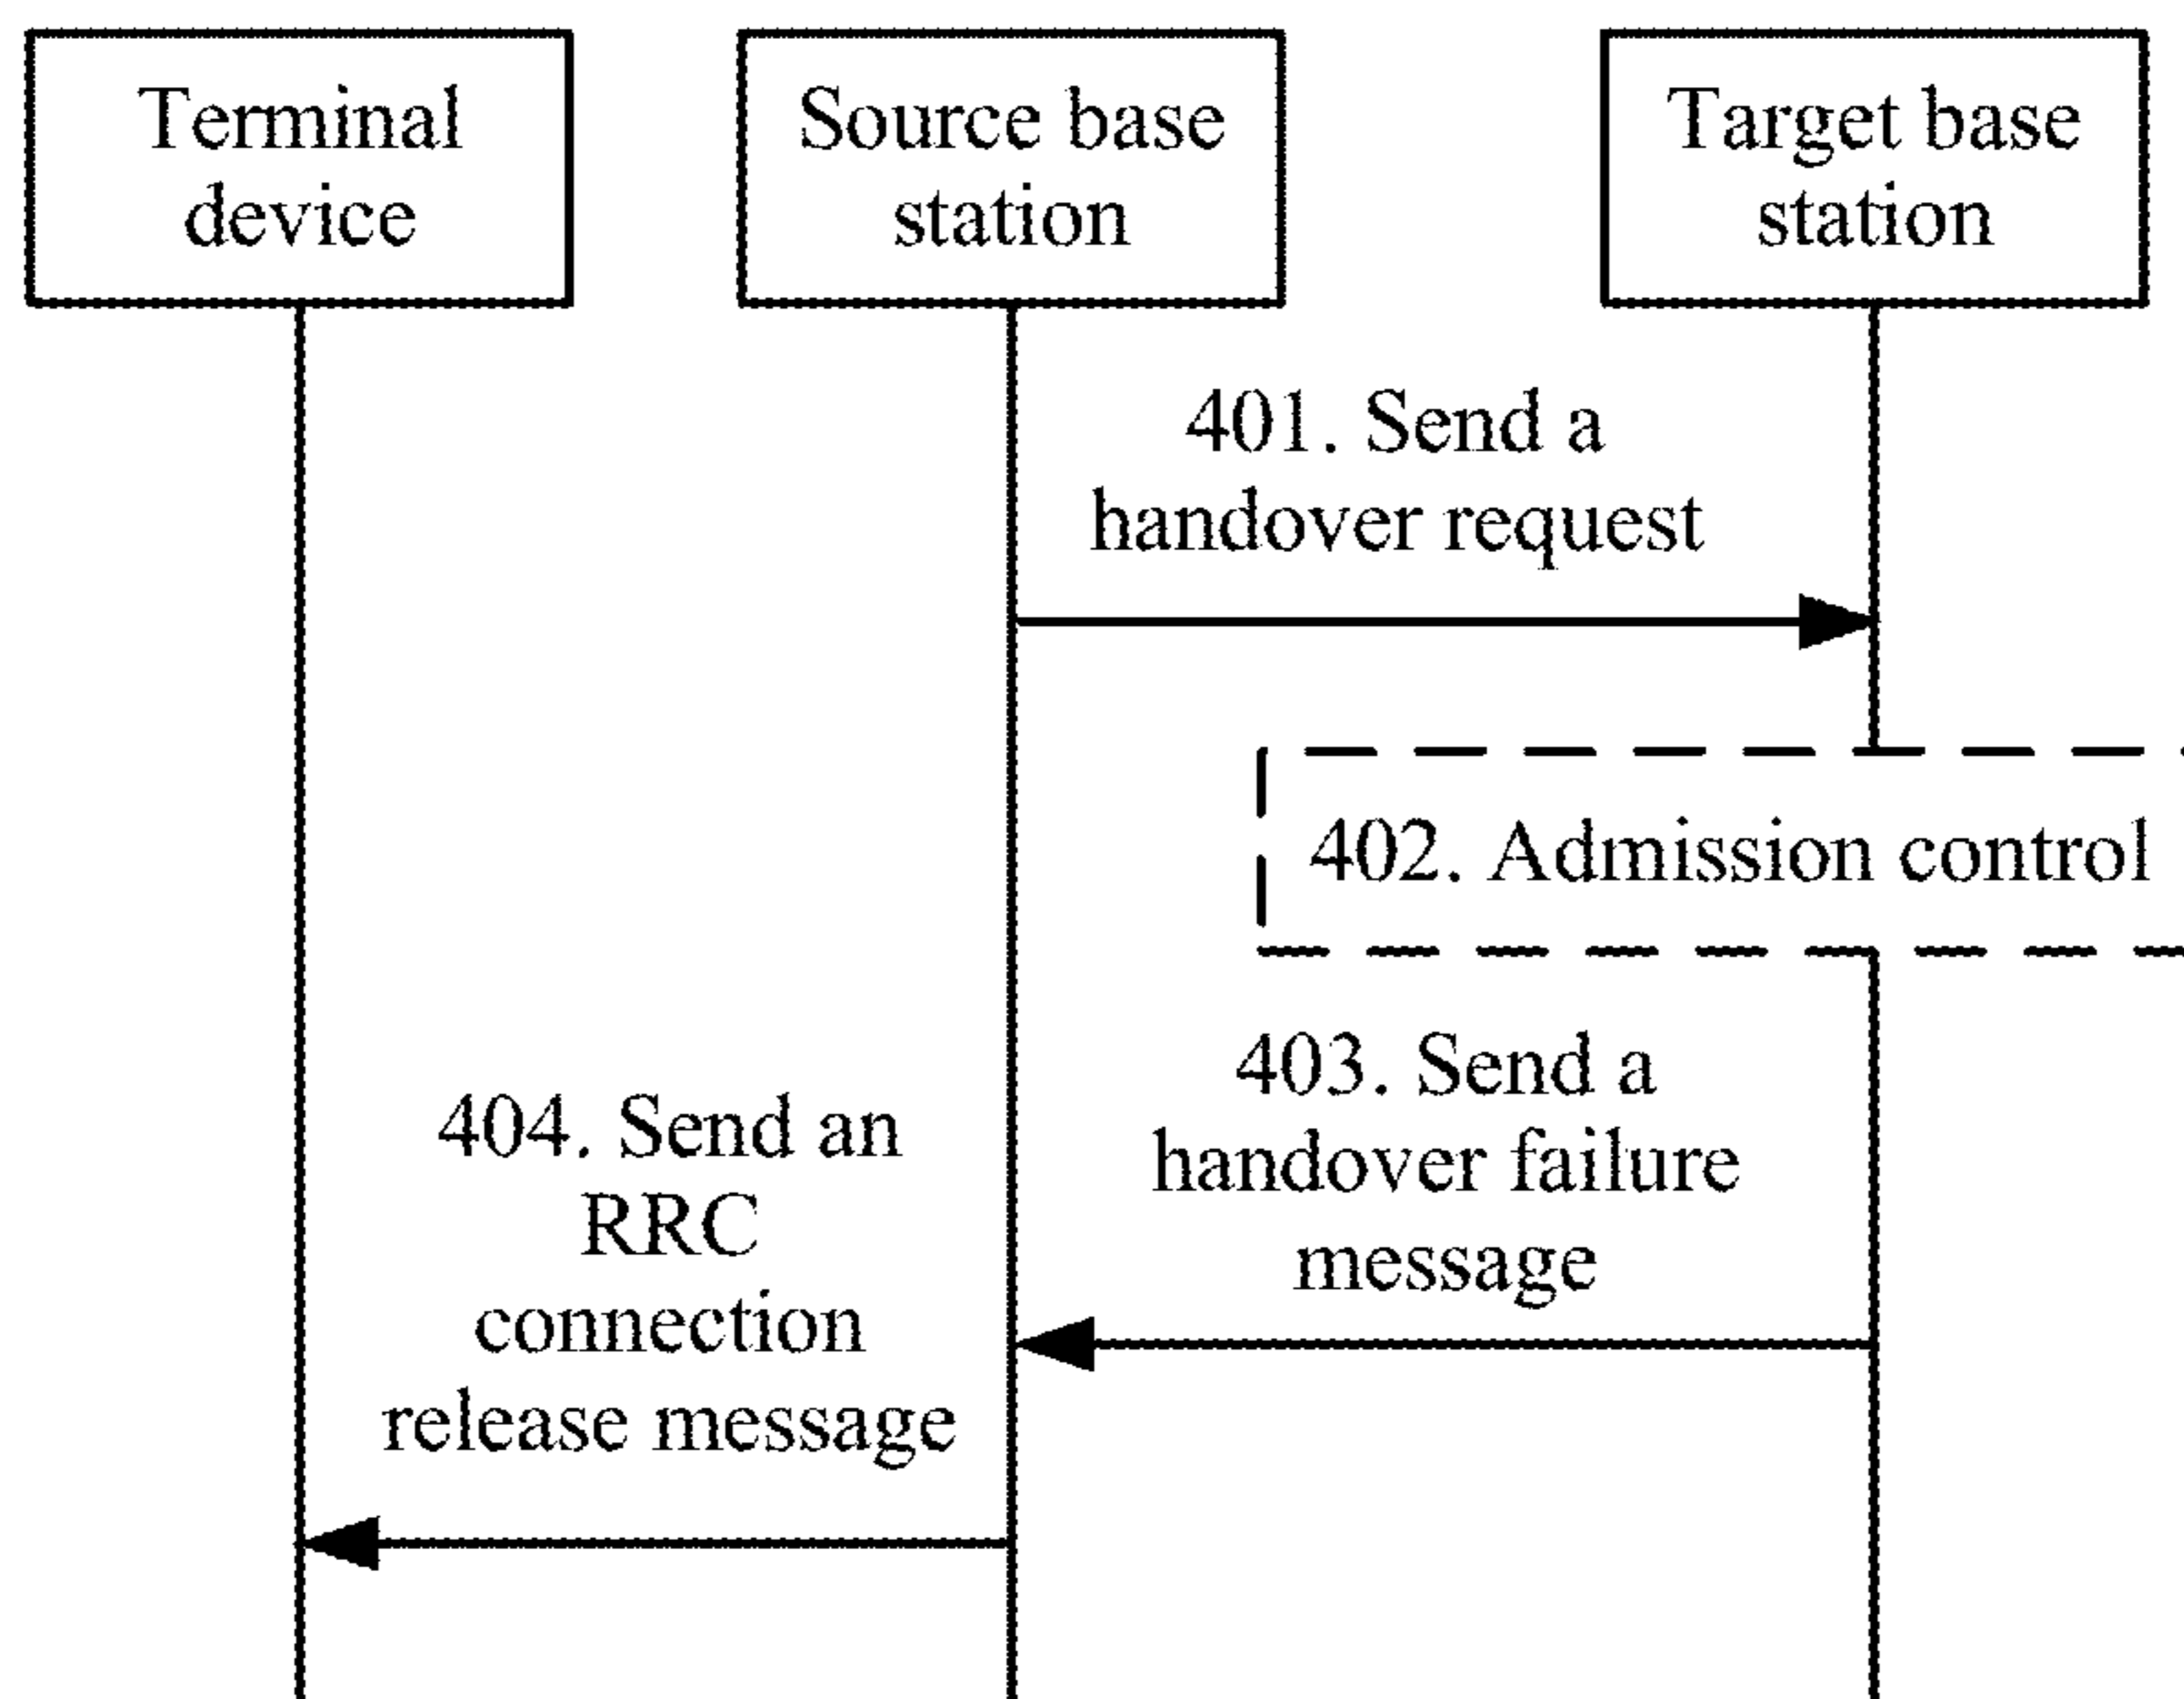 Terminal
device
Source base
station
Target base
station
401. Send a
handover request
402. Admission control
403. Send a
handover failure
message
404. Send an
RRC
connection
release message